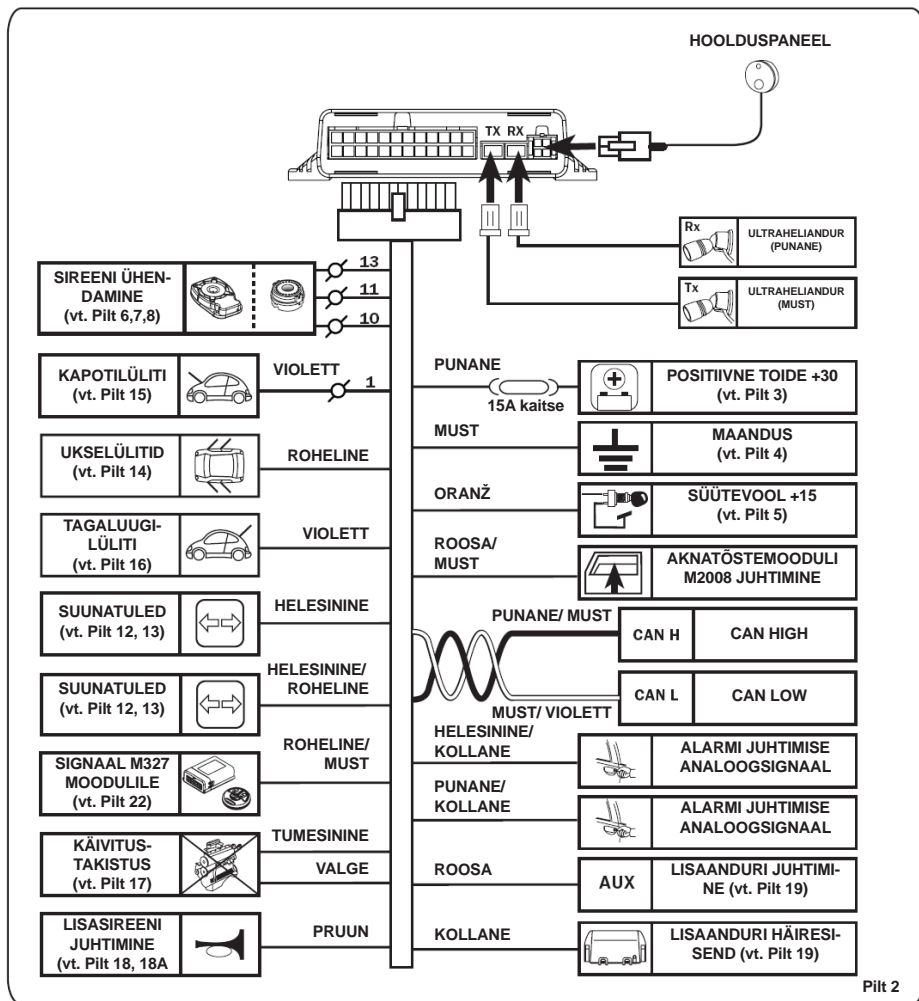 HOOLDUSPANEEL
TX RX
Rx
ULTRAHELIANDUR
(PUNANE)
Tx
ULTRAHELIANDUR
(MUST)
SIREENI ÜHEN-
DAMINE
(vt. Pilt 6,7,8)
13
11
10
KAPOTILÜLITI
(vt. Pilt 15)
VIOLETT
1
UKSELÜLITID
(vt. Pilt 14)
ROHELINE
TAGALUUGI-
LÜLITI
(vt. Pilt 16)
VIOLETT
SUUNATULED
(vt. Pilt 12, 13)
HELESININE
SUUNATULED
(vt. Pilt 12, 13)
HELESININE/
ROHELINE
SIGNAAL M327
MOODULILE
(vt. Pilt 22)
ROHELINE/
MUST
KÄIVITUS-
TAKISTUS
(vt. Pilt 17)
TUMESININE
VALGE
LISASIREENI
JUHTIMINE
(vt. Pilt 18, 18A
PRUUN
PUNANE
15A kaitse
POSITIIVNE TOIDE +30
(vt. Pilt 3)
MUST
MAANDUS
(vt. Pilt 4)
ORANŽ
SÜÜTEVOOL +15
(vt. Pilt 5)
ROOSA/
MUST
AKNATÕSTEMOODULI
M2008 JUHTIMINE
PUNANE/ MUST
CAN H
CAN HIGH
MUST/ VIOLETT
CAN L
CAN LOW
HELESININE/
KOLLANE
ALARMI JUHTIMISE
ANALOOGSIGNAAL
PUNANE/
KOLLANE
ALARMI JUHTIMISE
ANALOOGSIGNAAL
ROOSA
AUX
LISAANDURI JUHTIMI-
NE (vt. Pilt 19)
KOLLANE
LISAANDURI HÄIRESI-
SEND (vt. Pilt 19)
Pilt 2